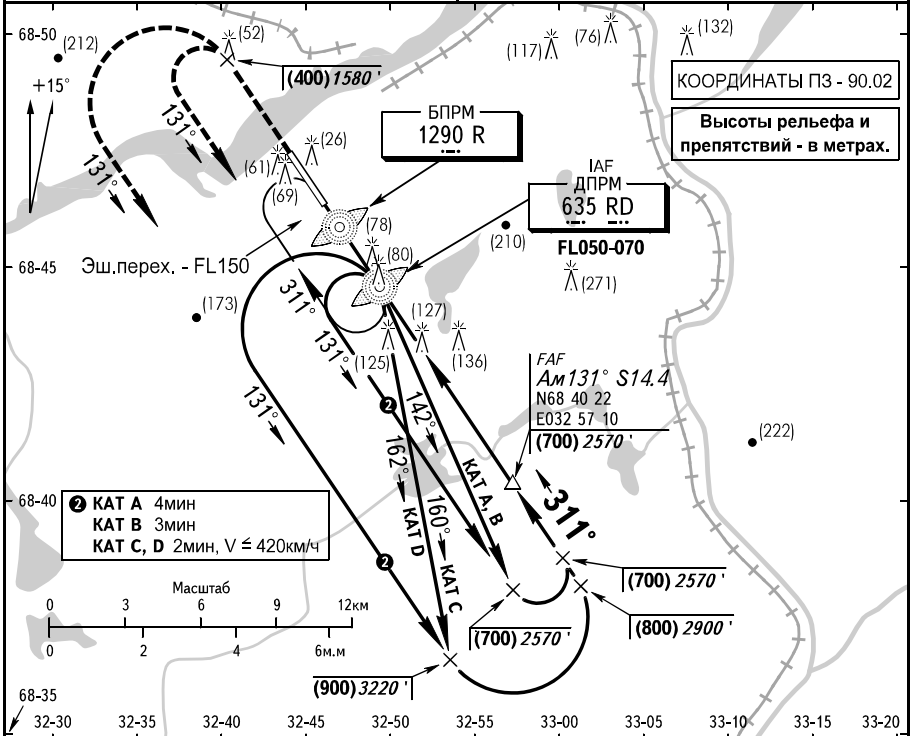 68-50
(212)
(52)
(117)
(76)
(132)
+15°
(400) 1580 '
КООРДИНАТЫ ПЗ - 90.02
Высоты рельефа и
препятствий - в метрах.
БПРМ
1290 R
131°
131°
(26)
(61)
(69)
IAF
ДПРМ
635 RD
FL050-070
(78)
(80)
(210)
Эш.перех. - FL150
68-45
(271)
(173)
311°
131°
(127)
(125)
(136)
FAF
Ам131° S14.4
N68 40 22
E032 57 10
(700) 2570 '
131°
2
142°
162°
(222)
КАТ А, В
68-40
2 КАТ А 4мин
КАТ В 3мин
КАТ С, D 2мин, V ≦ 420км/ч
КАТ D
160°
КАТ С
311°
2
Масштаб
0 3 6 9 12км
0 2 4 6м.м
(700) 2570 '
(700) 2570 '
(800) 2900 '
(900) 3220 '
68-35
32-30 32-35 32-40 32-45 32-50 32-55 33-00 33-05 33-10 33-15 33-20